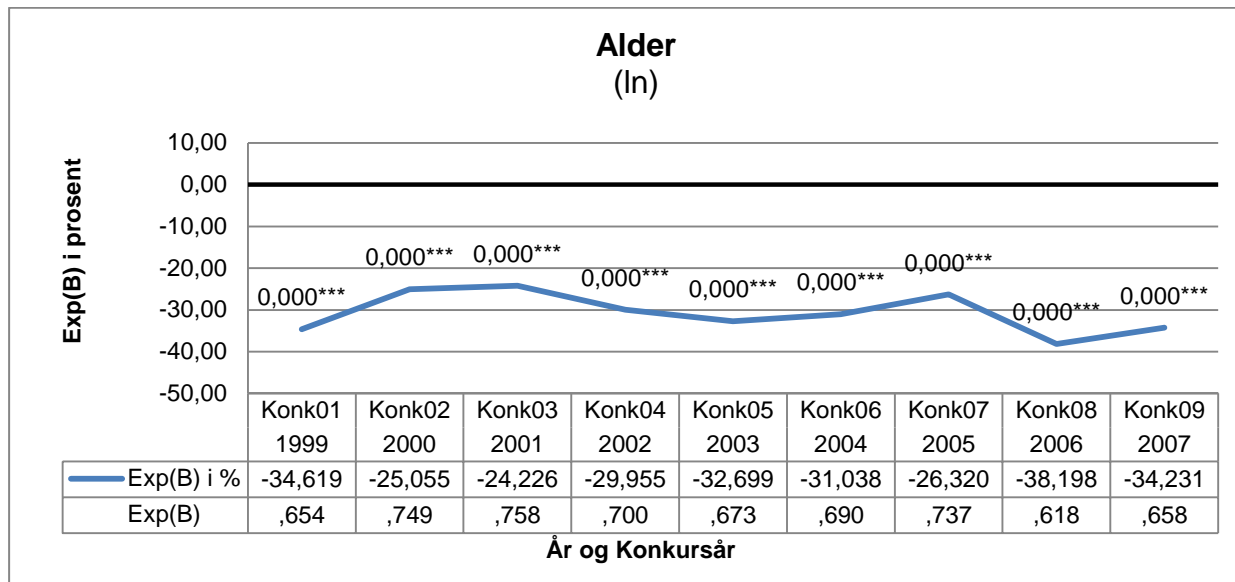 Alder
(ln)
Exp(B) i prosent
10,00
0,00
-10,00
-20,00
-30,00
-40,00
-50,00
0,000*** 0,000*** 0,000*** 0,000*** 0,000*** 0,000*** 0,000*** 0,000*** 0,000***
Konk01 Konk02 Konk03 Konk04 Konk05 Konk06 Konk07 Konk08 Konk09
1999 2000 2001 2002 2003 2004 2005 2006 2007
Exp(B) i % -34,619 -25,055 -24,226 -29,955 -32,699 -31,038 -26,320 -38,198 -34,231
Exp(B) ,654 ,749 ,758 ,700 ,673 ,690 ,737 ,618 ,658
År og Konkursår